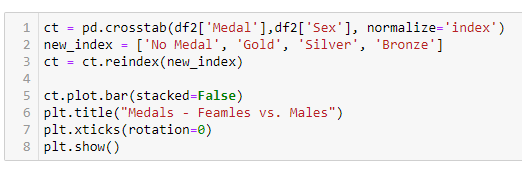 1 ct = pd.crosstab(df2['Medal'],df2['Sex'], normalize='index')
2 new_index = ['No Medal', 'Gold', 'Silver', 'Bronze']
3 ct = ct.reindex(new_index)
4
5 ct.plot.bar(stacked=False)
6 plt.title("Medals - Feamles vs. Males")
7 plt.xticks(rotation=0)
8 plt.show()